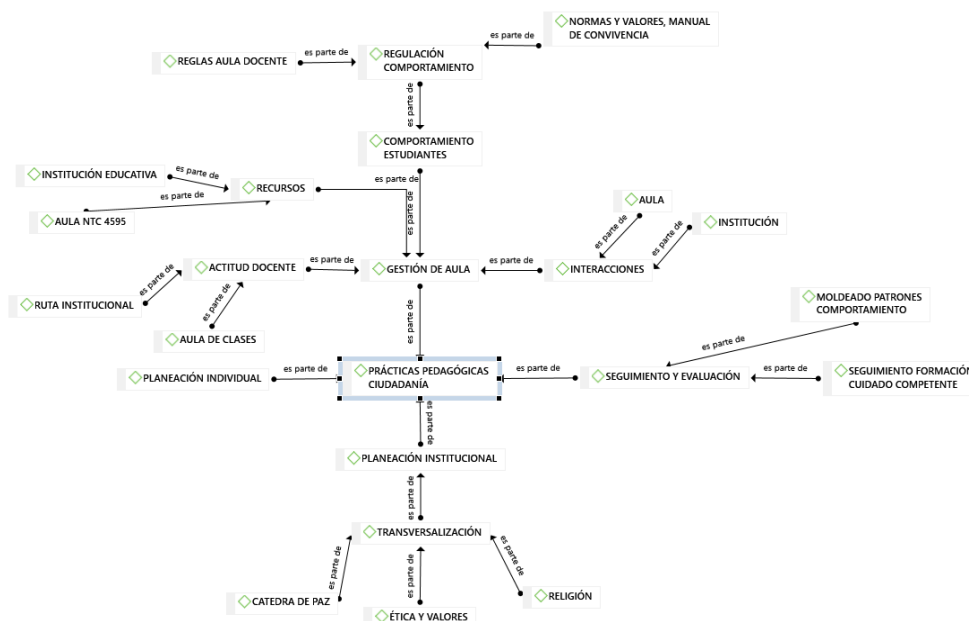 NORMAS Y VALORES, MANUAL
DE CONVIVENCIA
es parte de
REGLAS AULA DOCENTE
es parte de
REGULACIÓN
COMPORTAMIENTO
es parte de
COMPORTAMIENTO
ESTUDIANTES
INSTITUCIÓN EDUCATIVA
es parte de
RECURSOS
es parte de
es parte de
es parte de
AULA NTC 4595
AULA
INSTITUCIÓN
es parte de
es parte de
ACTITUD DOCENTE
es parte de
GESTIÓN DE AULA
es parte de
INTERACCIONES
RUTA INSTITUCIONAL
es parte de
es parte de
AULA DE CLASES
es parte de
MOLDEADO PATRONES
COMPORTAMIENTO
es parte de
PLANEACIÓN INDIVIDUAL
es parte de
PRÁCTICAS PEDAGÓGICAS
CIUDADANÍA
es parte de
SEGUIMIENTO Y EVALUACIÓN
es parte de
SEGUIMIENTO FORMACIÓN
CUIDADO COMPETENTE
es parte de
PLANEACIÓN INSTITUCIONAL
es parte de
TRANSVERSALIZACIÓN
es parte de
es parte de
es parte de
CATEDRA DE PAZ
ÉTICA Y VALORES
RELIGIÓN